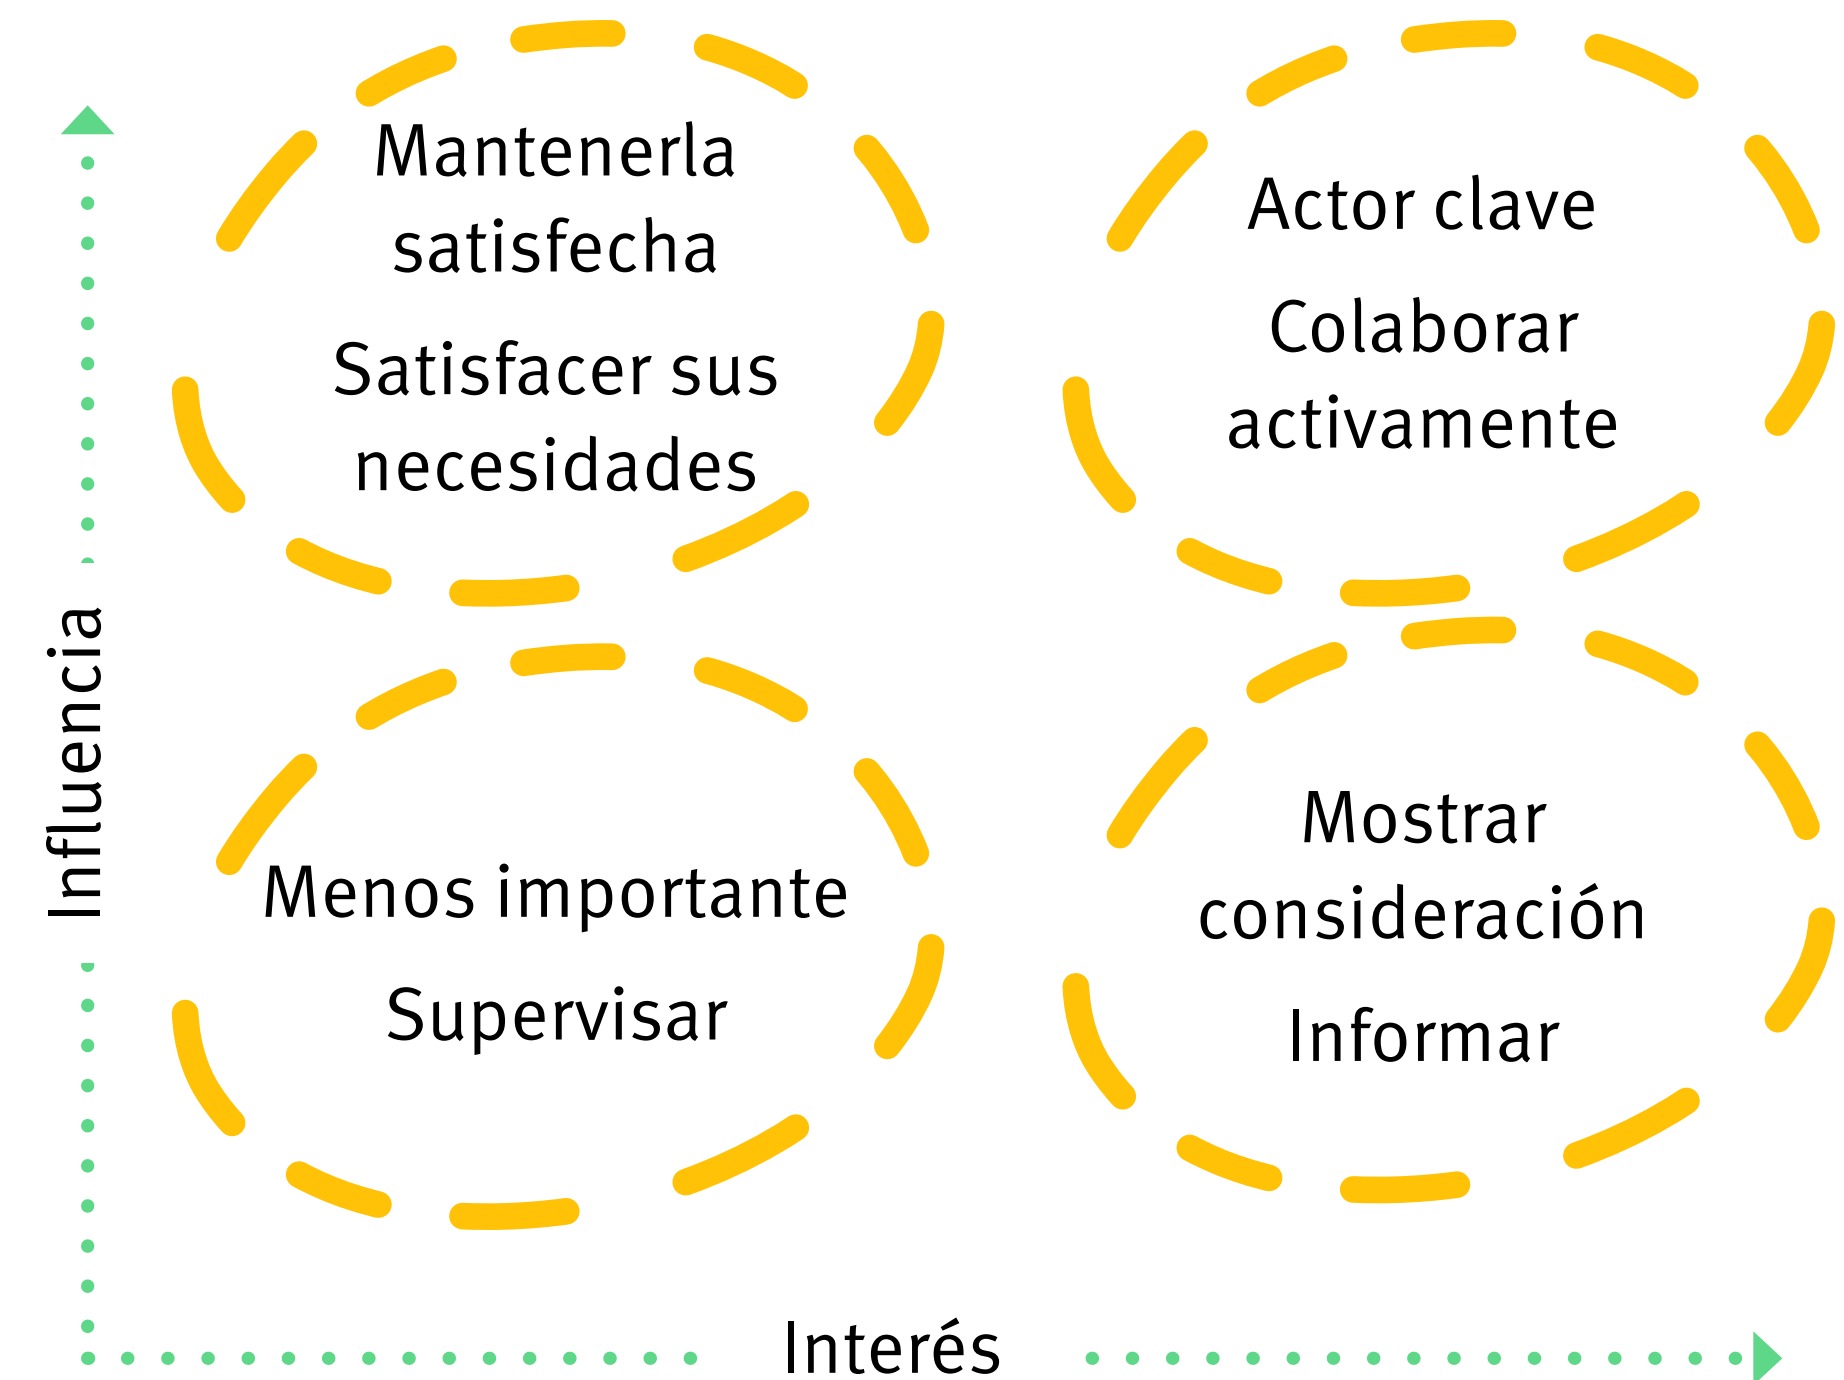 Mantenerla
satisfecha
Satisfacer sus
necesidades
Actor clave
Colaborar
activamente
Influencia
Menos importante
Supervisar
Mostrar
consideración
Informar
Interés